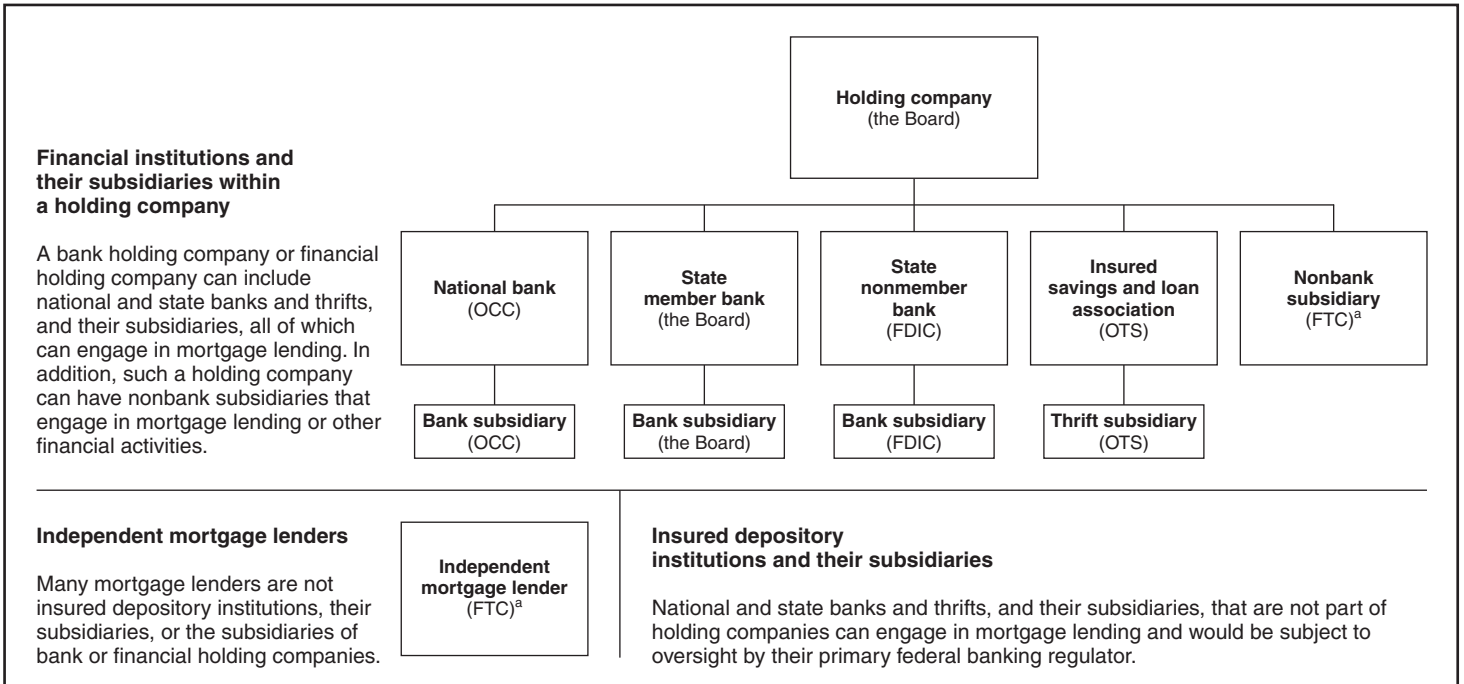 Holding company
(the Board)
Financial institutions and
their subsidiaries within
a holding company
A bank holding company or financial
holding company can include
national and state banks and thrifts,
and their subsidiaries, all of which
can engage in mortgage lending. In
addition, such a holding company
can have nonbank subsidiaries that
engage in mortgage lending or other
financial activities.
National bank
(OCC)
State
member bank
(the Board)
State
nonmember
bank
(FDIC)
Insured
savings and loan
association
(OTS)
Nonbank
subsidiary
(FTC)a
Bank subsidiary
(OCC)
Bank subsidiary
(the Board)
Bank subsidiary
(FDIC)
Thrift subsidiary
(OTS)
Independent mortgage lenders
Many mortgage lenders are not
insured depository institutions, their
subsidiaries, or the subsidiaries of
bank or financial holding companies.
Independent
mortgage lender
(FTC)a
Insured depository
institutions and their subsidiaries
National and state banks and thrifts, and their subsidiaries, that are not part of
holding companies can engage in mortgage lending and would be subject to
oversight by their primary federal banking regulator.